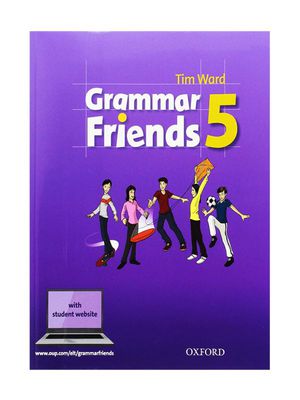 Tim Ward
Grammar
Friends 5
with
student website
www.oup.com/elt/grammarfriends
OXFORD